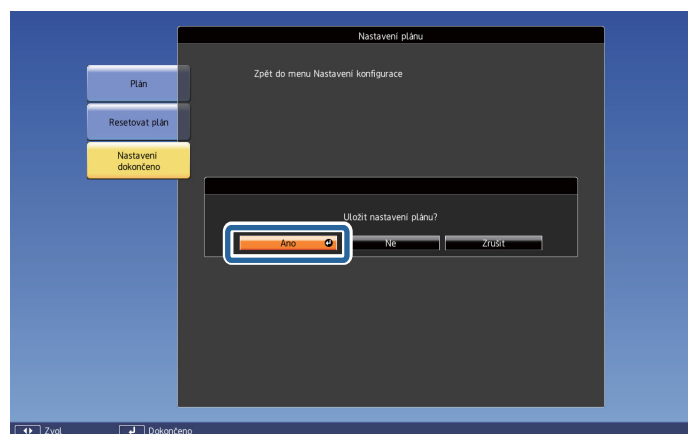 Nastavení plánu
Zpět do menu Nastavení konfigurace
Plán
Resetovat plán
Nastavení
dokončeno
Uložit nastavení plánu?
Ano Ne Zrušit
Zvol Dokončeno